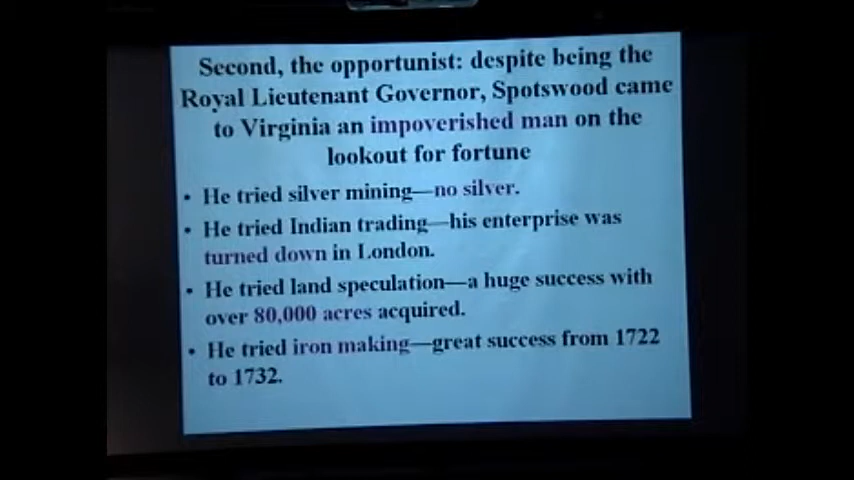 Second, the opportunist: despite being the
Royal Lieutenant Governor, Spotswood came
to Virginia an impoverished man on the
lookout for fortune
• He tried silver mining—no silver.
• He tried Indian trading—his enterprise was
turned down in London.
• He tried land speculation—a huge success with
over 80,000 acres acquired.
• He tried iron making—great success from 1722
to 1732.